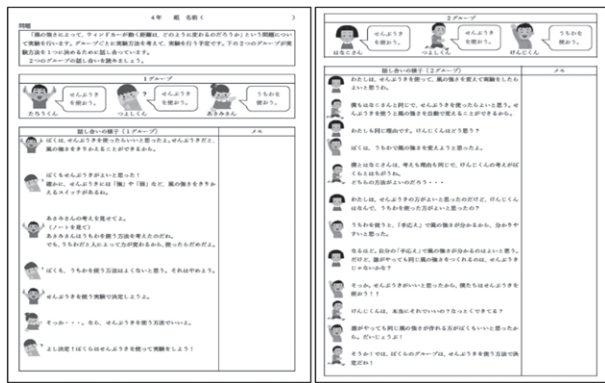 4年　組　名前（　　　　　）
問題
「風の強さによって、ウィンドカーが動く距離は、どのように変わるのだろうか」という問題について実験を行います。グループごとに実験方法を考えて、実験を行う予定です。下の2つのグループが実験方法を1つに決めるために話し合っています。
2つのグループの話し合いを読みましょう。
1グループ
せんぷうきを使おう。
？
せんぷうきを使おう。
うちわを使おう。
たろうくん
つよしくん
あきみさん
話し合いの様子（1グループ）
メモ
ぼくは、せんぷうきを使ったらいいと思ったよ。せんぷうきだと、風の強さをきりかえることができるから。
ぼくもせんぷうきがよいと思った！
確かに、せんぷうきには「強」や「弱」など、風の強さをきりかえるスイッチがあるね。
あきみさんの考えを見せてよ。
（ノートを見て）
あきみさんはうちわを使う方法を考えたのだね。
でも、うちわだと人によって力が変わるから、使ったらだめだよ。
ぼくも、うちわを使う方法はよくないと思う。それはやめよう。
せんぷうきを使う実験で決定しようよ。
そっか・・・。なら、せんぷうきを使う方法でいいよ。
よし決定！ぼくらはせんぷうきを使って実験をしよう！
2グループ
せんぷうきを使おう。
せんぷうきを使おう。
うちわを使おう。
はなこさん
つよしくん
けんじくん
話し合いの様子（2グループ）
メモ
わたしは、せんぷうきを使って、風の強さを変えて実験をしたらよいと思うわ。
僕もはなこさんと同じで、せんぷうきを使ったらよいと思う。せんぷうきを使うと風の強さを自動で変えることができるから。
わたしも同じ理由です。けんじくんはどう思う？
ぼくは、うちわで風の強さを変えようと思ったよ。
僕とはなこさんは、考えも理由も同じで、けんじくんの考えがぼくらとはちがうね。
どちらの方法がよいのだろう・・・
わたしは、せんぷうきの方がよいと思ったのだけど、けんじくんはなんで、うちわを使った方がよいと思ったの？
うちわを使うと、「手応え」で風の強さが分かるから、分かりやすいと思った。
なるほど。自分の「手応え」で風の強さが分かるのはよいと思う。だけど、誰がやっても同じ風の強さをつくれるのは、せんぷうきじゃないかな？
そっか。せんぷうきがいいと思ったから、僕たちはせんぷうきを使おう！！
けんじくんは、本当にそれでいいの？なっとくできてる？
誰がやっても同じ風の強さが作れる方がぼくもいいと思ったから。だいじょうぶ！
そうか！では、ぼくらのグループは、せんぷうきを使う方法で決定だね！